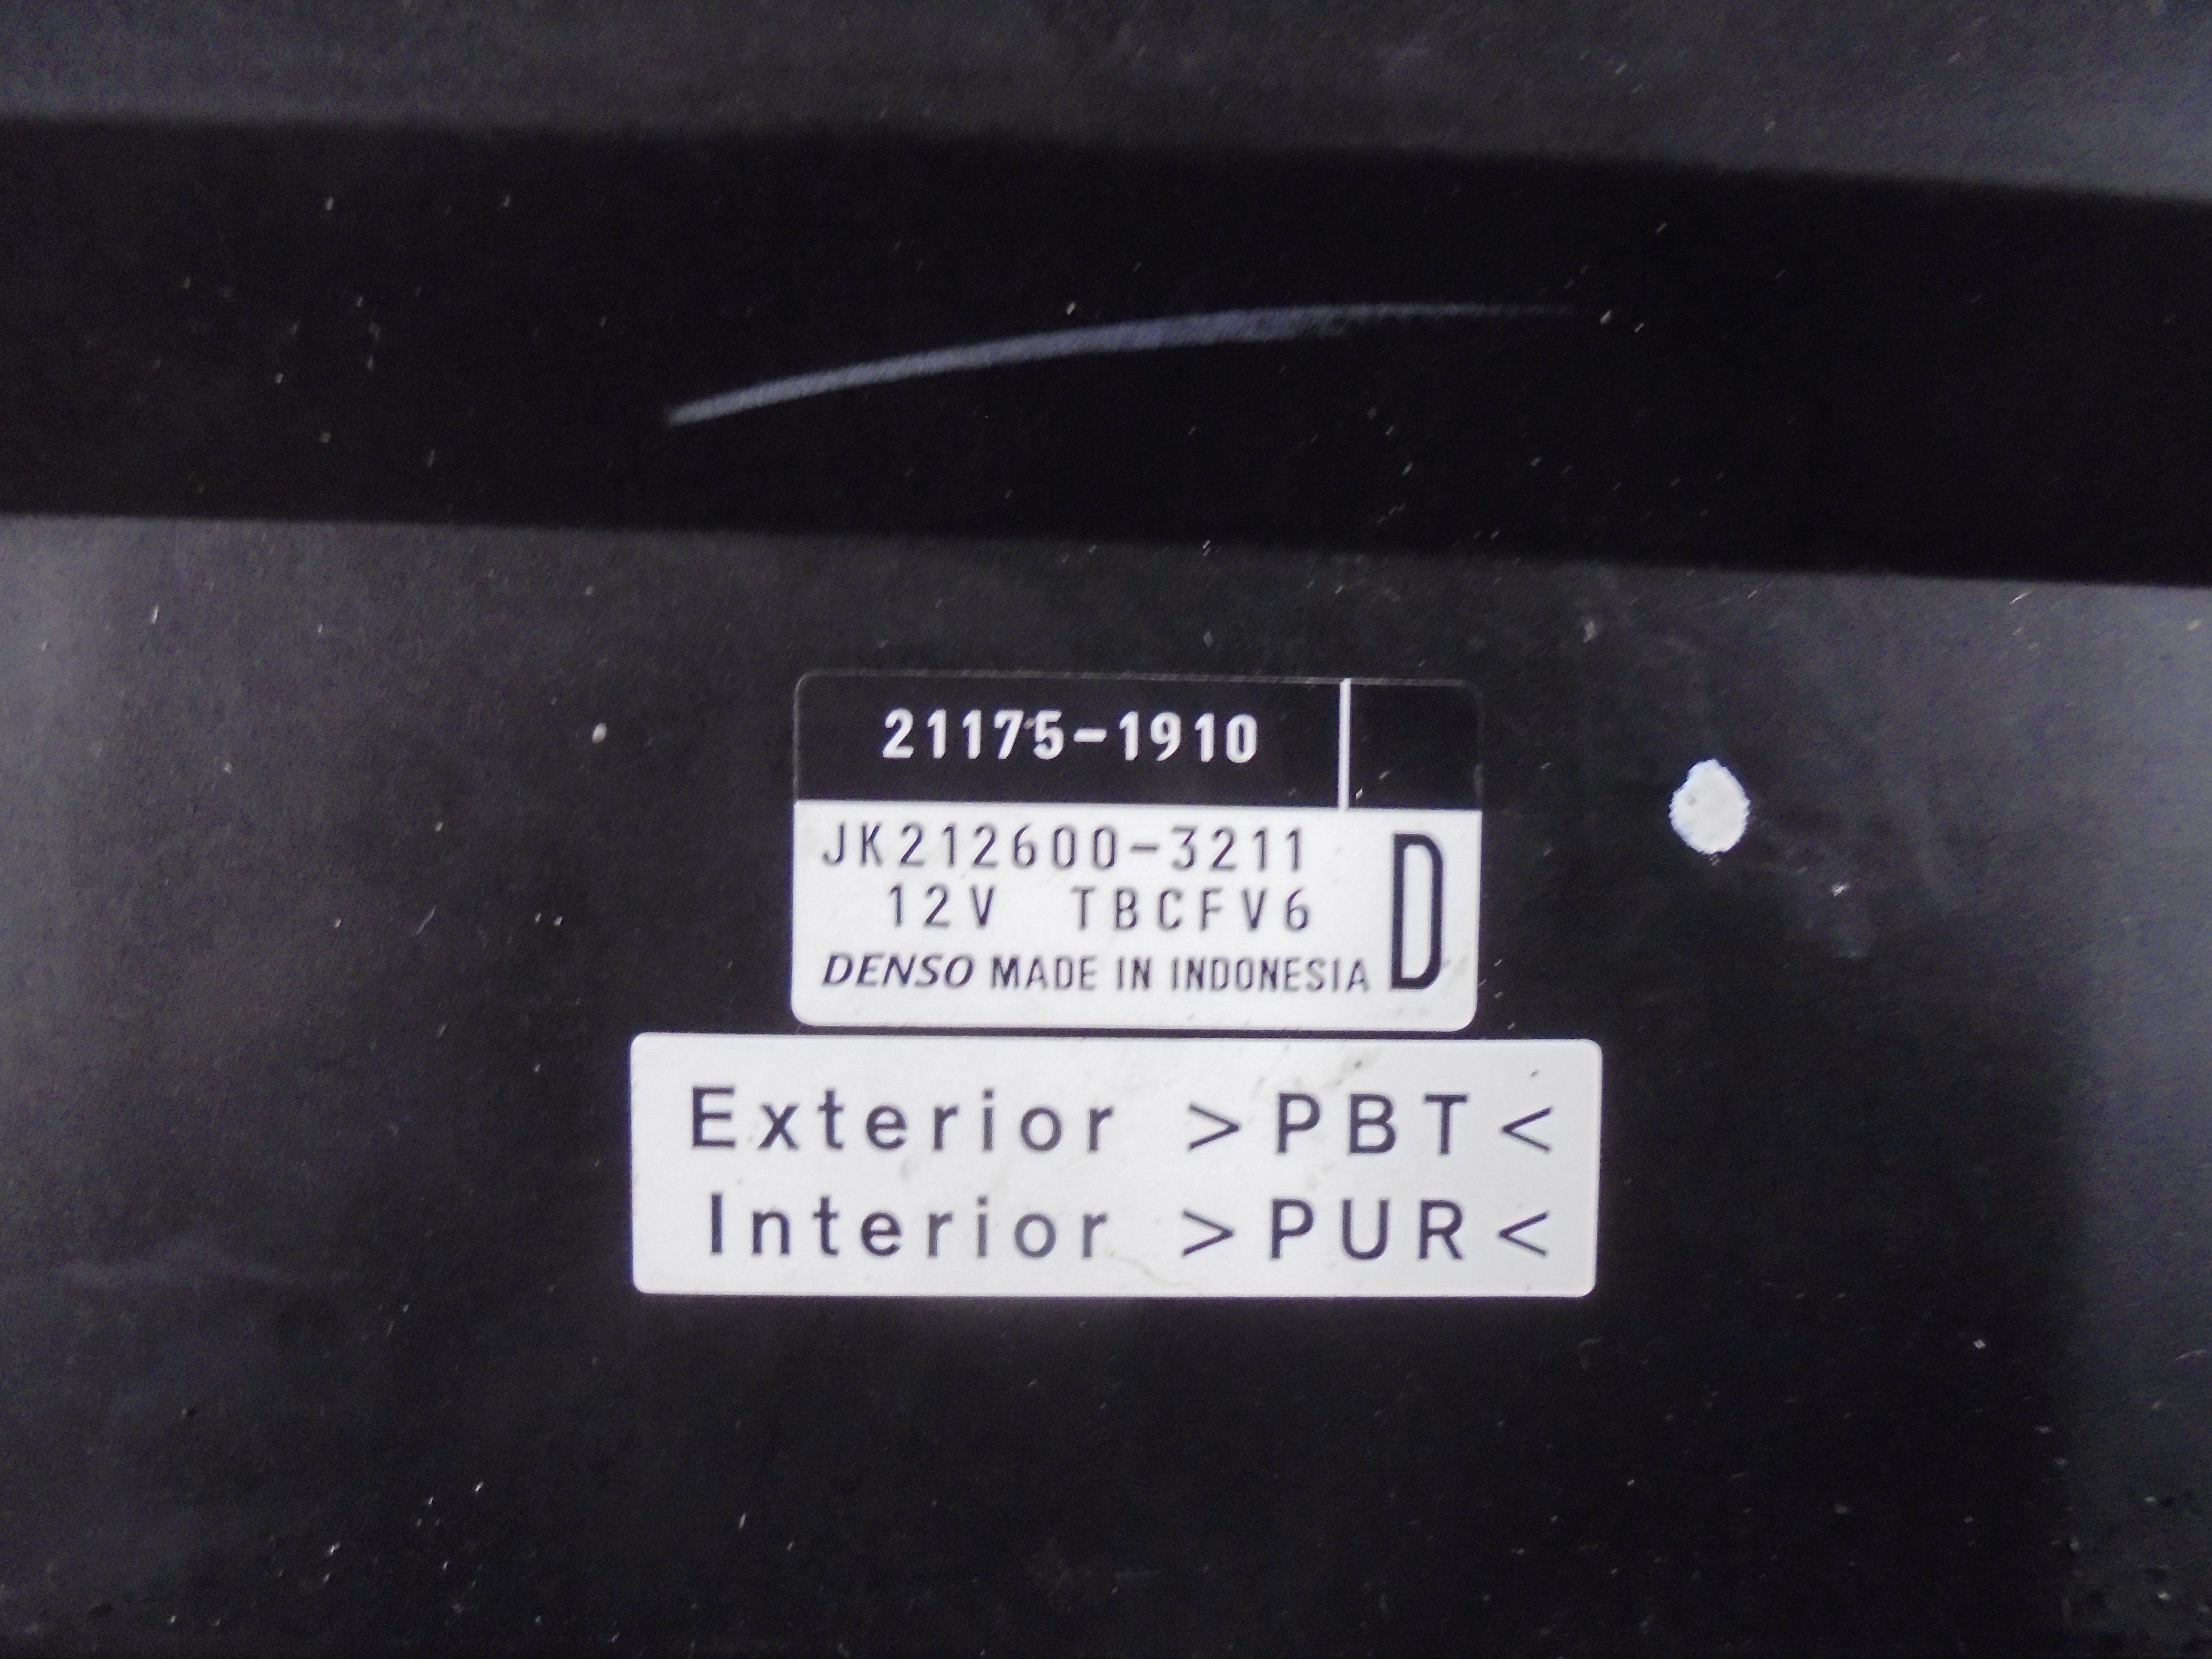 21175-1910
JK212600-3211
12V TBCFV6
D
DENSO MADE IN INDONESIA
Exterior >PBT<
Interior >PUR<